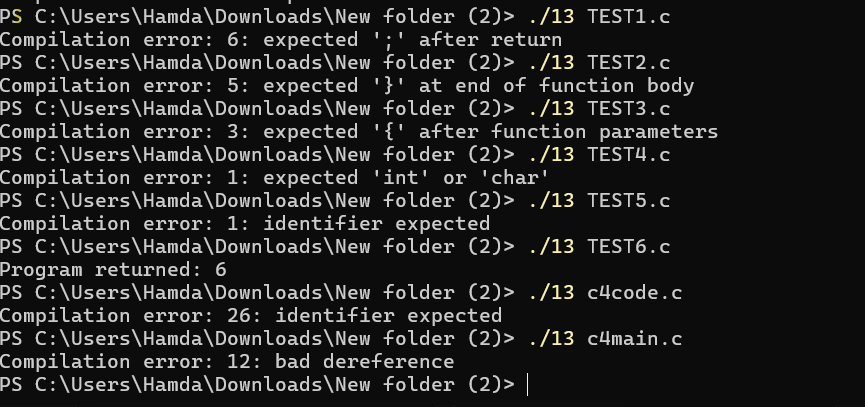 PS C:\Users\Hamda\Downloads\New folder (2)> ./13 TEST1.c
Compilation error: 6: expected ';' after return
PS C:\Users\Hamda\Downloads\New folder (2)> ./13 TEST2.c
Compilation error: 5: expected '}' at end of function body
PS C:\Users\Hamda\Downloads\New folder (2)> ./13 TEST3.c
Compilation error: 3: expected '{' after function parameters
PS C:\Users\Hamda\Downloads\New folder (2)> ./13 TEST4.c
Compilation error: 1: expected 'int' or 'char'
PS C:\Users\Hamda\Downloads\New folder (2)> ./13 TEST5.c
Compilation error: 1: identifier expected
PS C:\Users\Hamda\Downloads\New folder (2)> ./13 TEST6.c
Program returned: 6
PS C:\Users\Hamda\Downloads\New folder (2)> ./13 c4code.c
Compilation error: 26: identifier expected
PS C:\Users\Hamda\Downloads\New folder (2)> ./13 c4main.c
Compilation error: 12: bad dereference
PS C:\Users\Hamda\Downloads\New folder (2)>